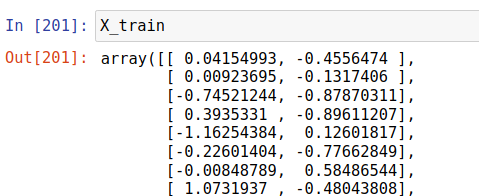 In [201]: X_train
Out[201]: array([[ 0.04154993, -0.4556474 ],
[ 0.00923695, -0.1317406 ],
[-0.74521244, -0.87870311],
[ 0.3935331 , -0.89611207],
[-1.16254384, 0.12601817],
[-0.22601404, -0.77662849],
[-0.00848789, 0.58486544],
[ 1.0731937 , -0.48043808],